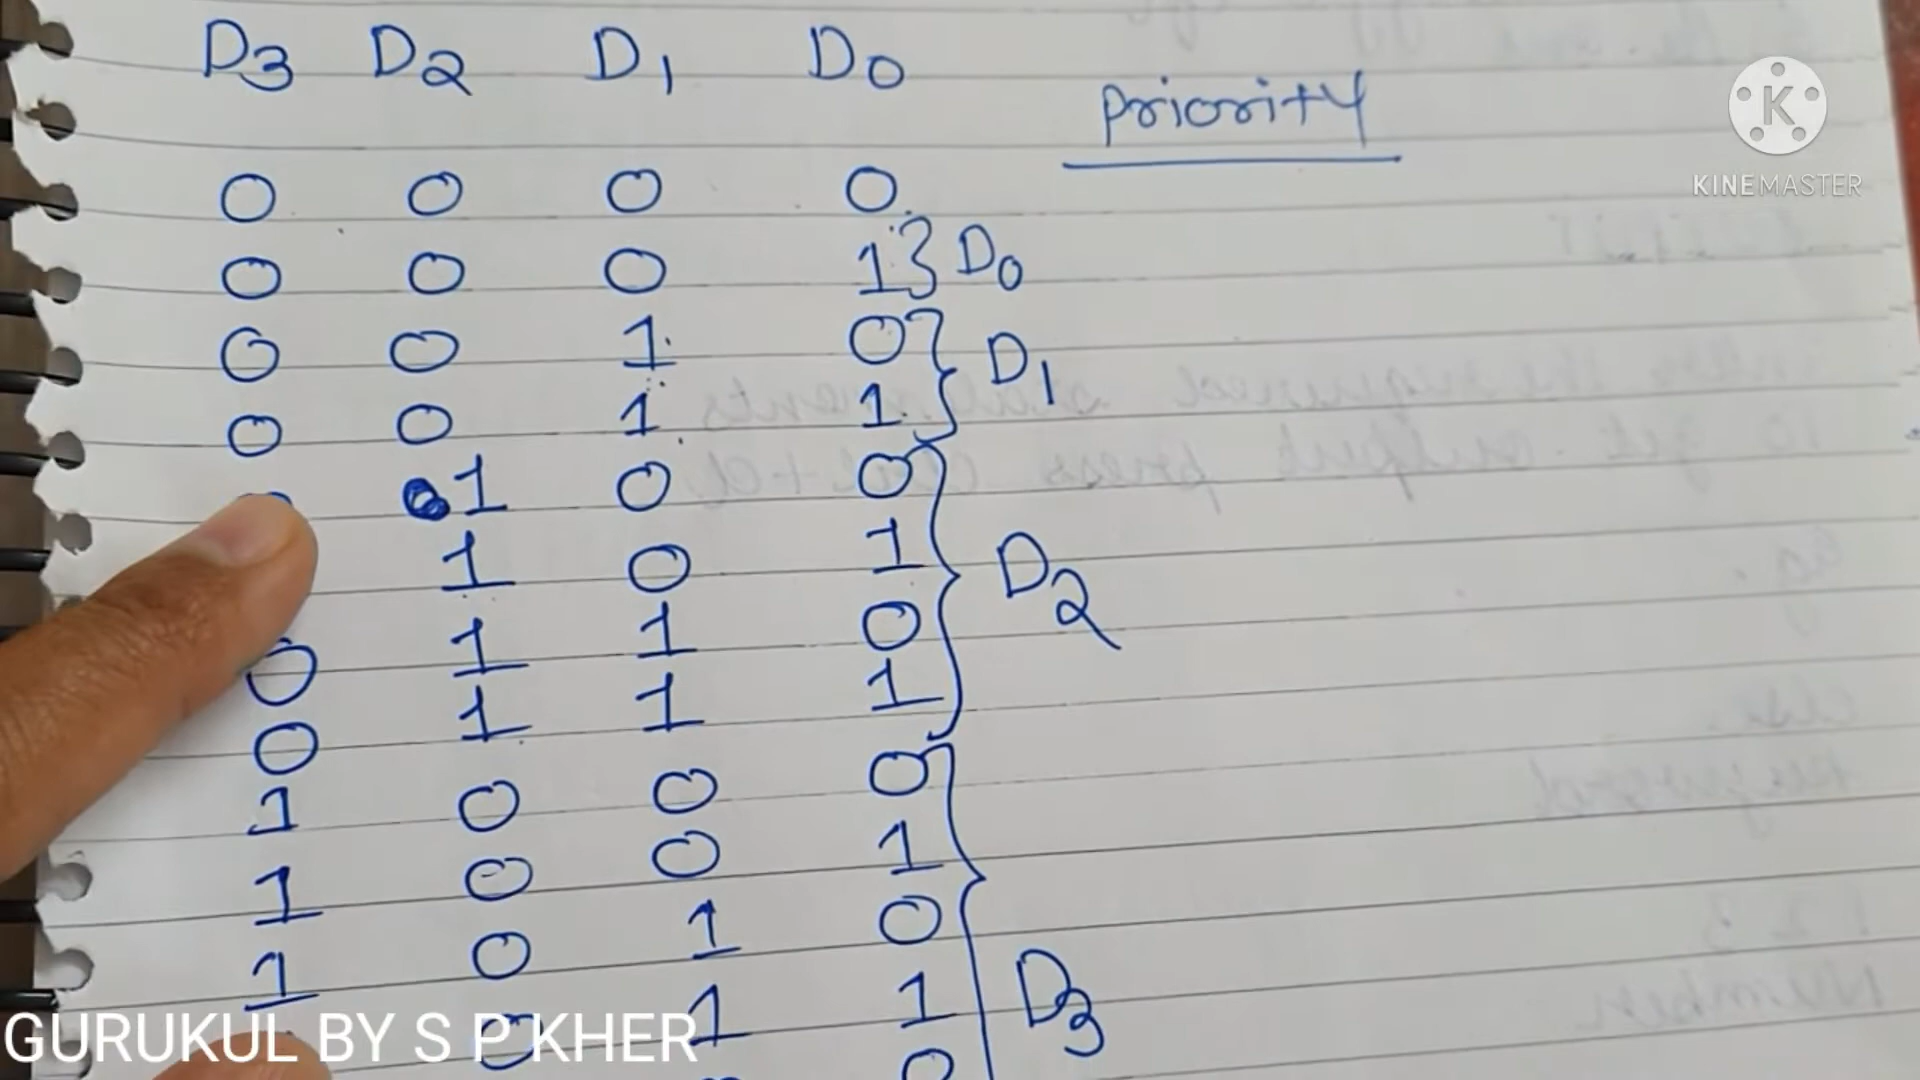 D3 D2 D1 D0
Priority
KINEMASTER
0 0 0 0
0 0 0 1 } D0
0 0 1 0
0 0 1 1 } D1
1 0 0
1 0 1
0 1 1 0 D2
0 1 1 1
1 0 0 0
1 0 0 1
1 0 1 0
0 1 1 D3
GURUKUL BY S P KHER